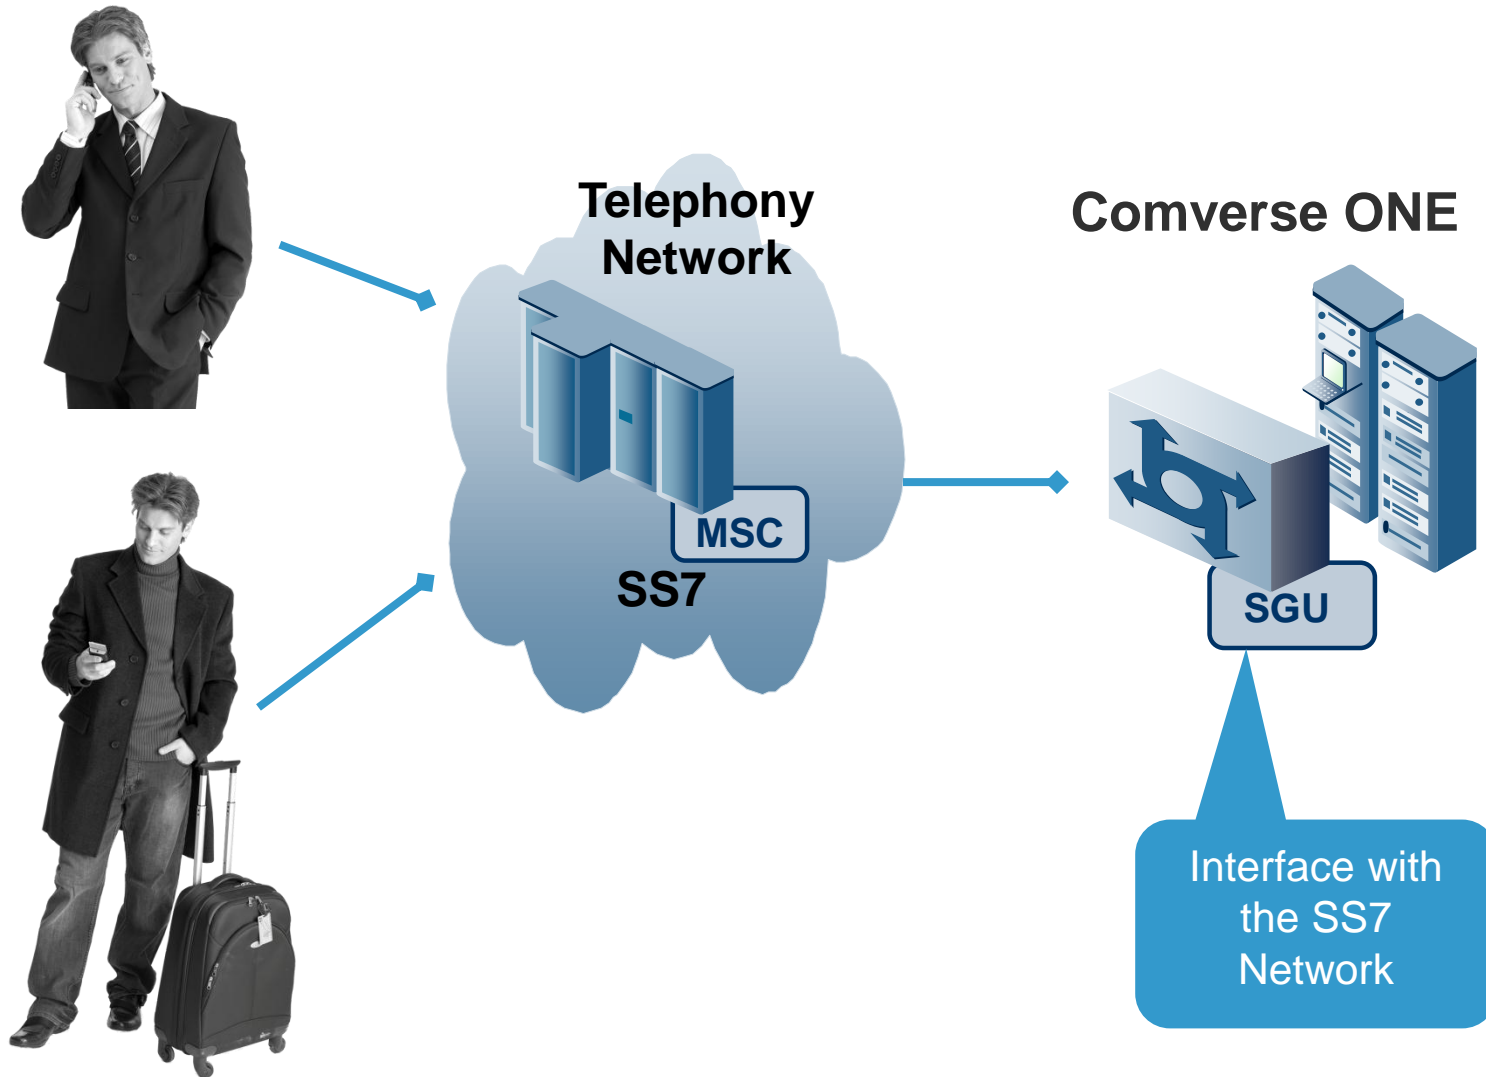 Telephony
Network
MSC
SS7
Comverse ONE
SGU
Interface with
the SS7
Network